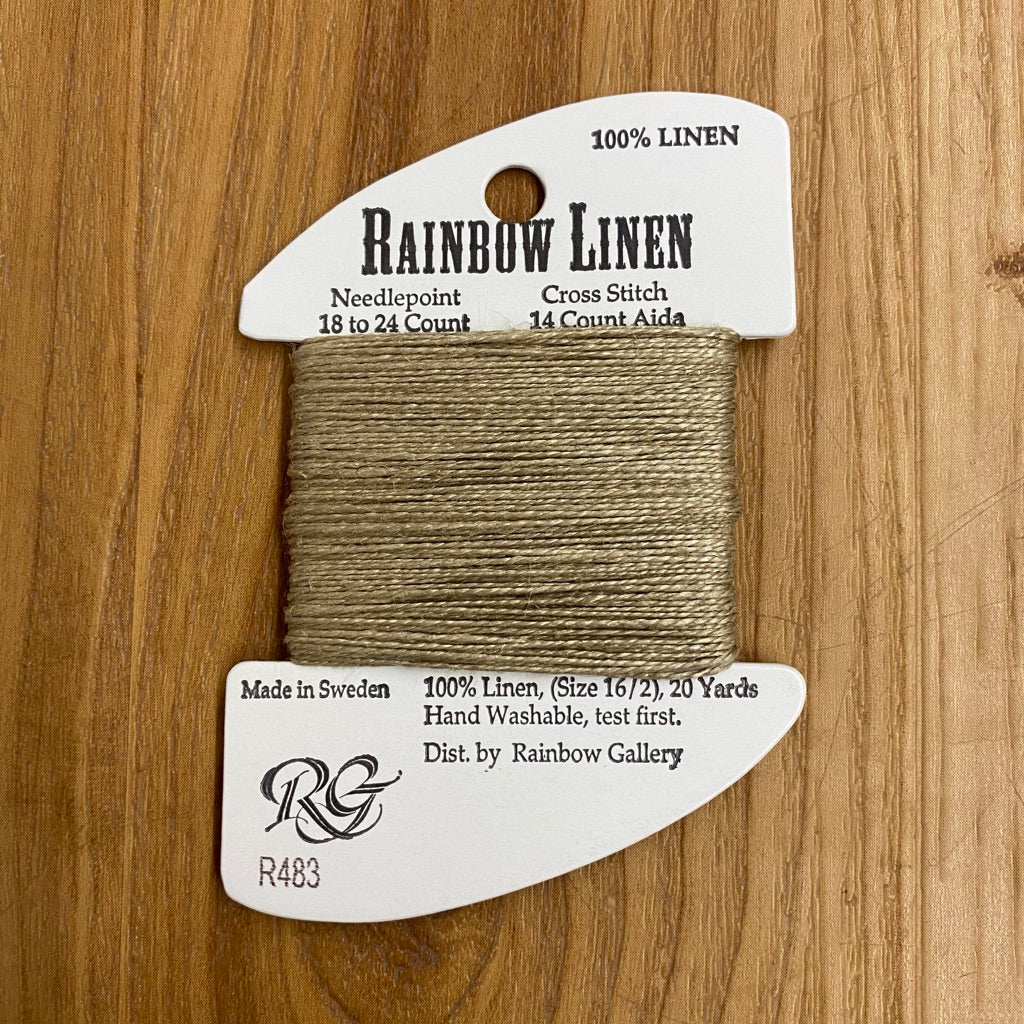 100% LINEN
RAINBOW LINEN
Needlepoint Cross Stitch
18 to 24 Count 14 Count Aida
Made in Sweden 100% Linen, (Size 16/2), 20 Yards
Hand Washable, test first.
Dist. by Rainbow Gallery
RG
R483